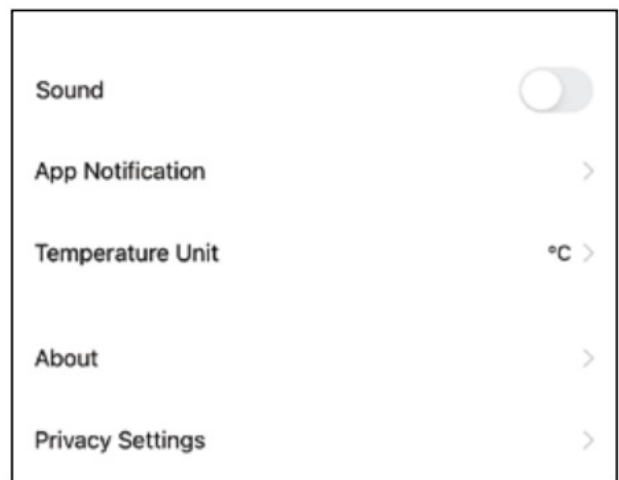 Sound
App Notification
Temperature Unit °C
About
Privacy Settings